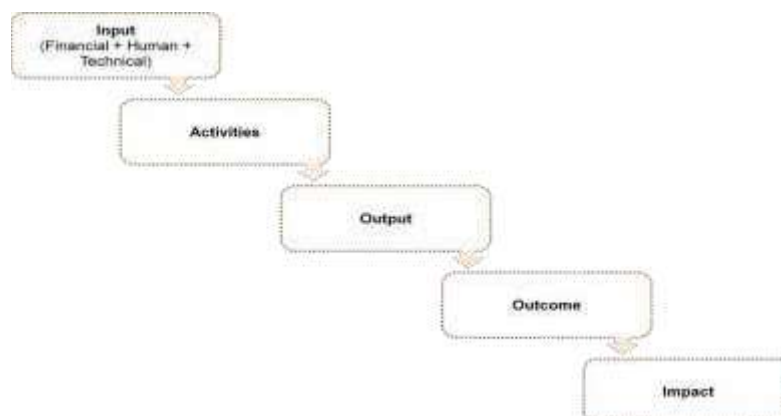 Input
(Financial + Human +
Technical)
Activities
Output
Outcome
Impact